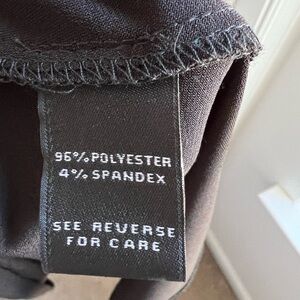 96% POLYESTER
4% SPANDEX
SEE REVERSE
FOR CARE